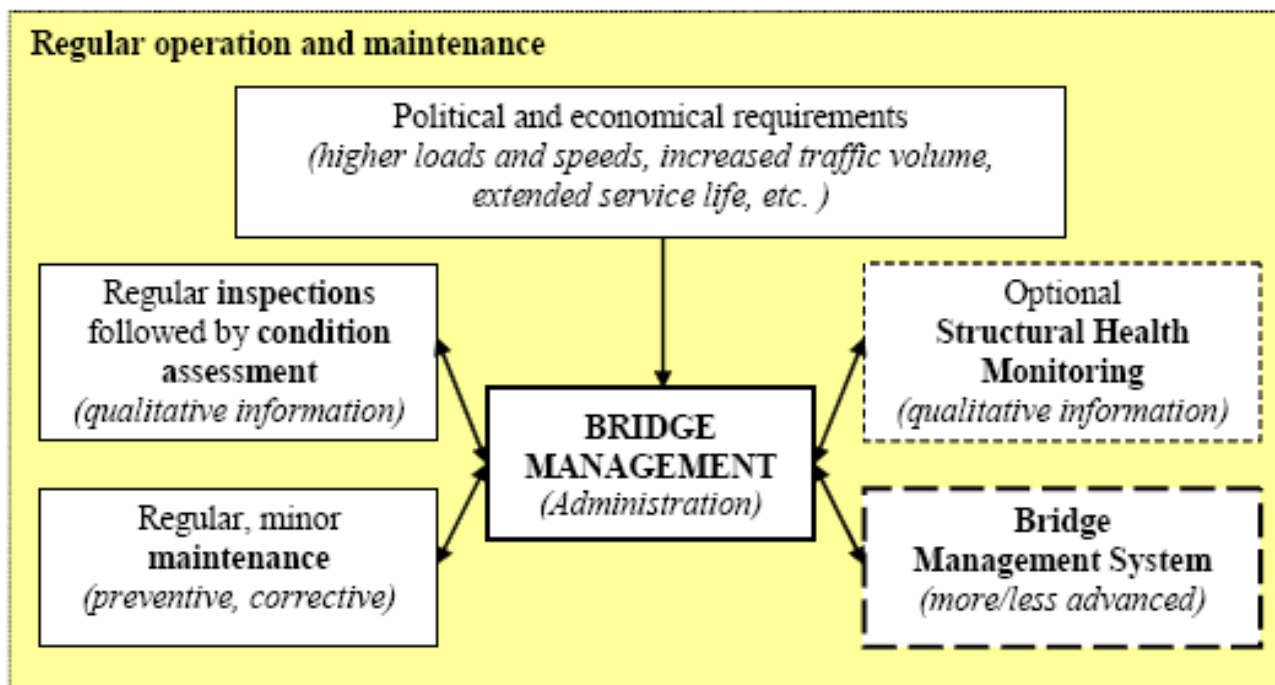 Regular operation and maintenance
Political and economical requirements
(higher loads and speeds, increased traffic volume,
extended service life, etc. )
Regular inspections
followed by condition
assessment
(qualitative information)
Optional
Structural Health
Monitoring
(qualitative information)
BRIDGE
MANAGEMENT
(Administration)
Regular, minor
maintenance
(preventive, corrective)
Bridge
Management System
(more/less advanced)